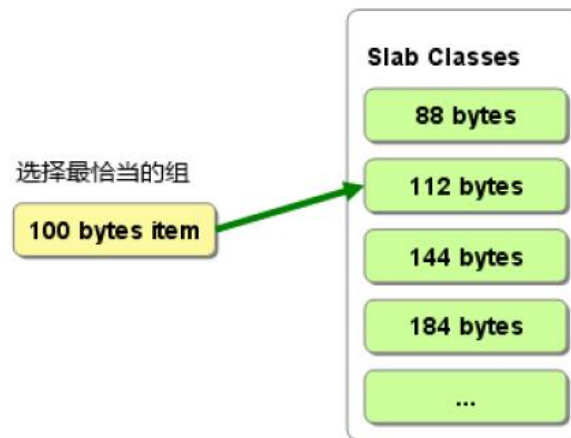 Slab Classes
88 bytes
选择最恰当的组
112 bytes
100 bytes item
144 bytes
184 bytes
...